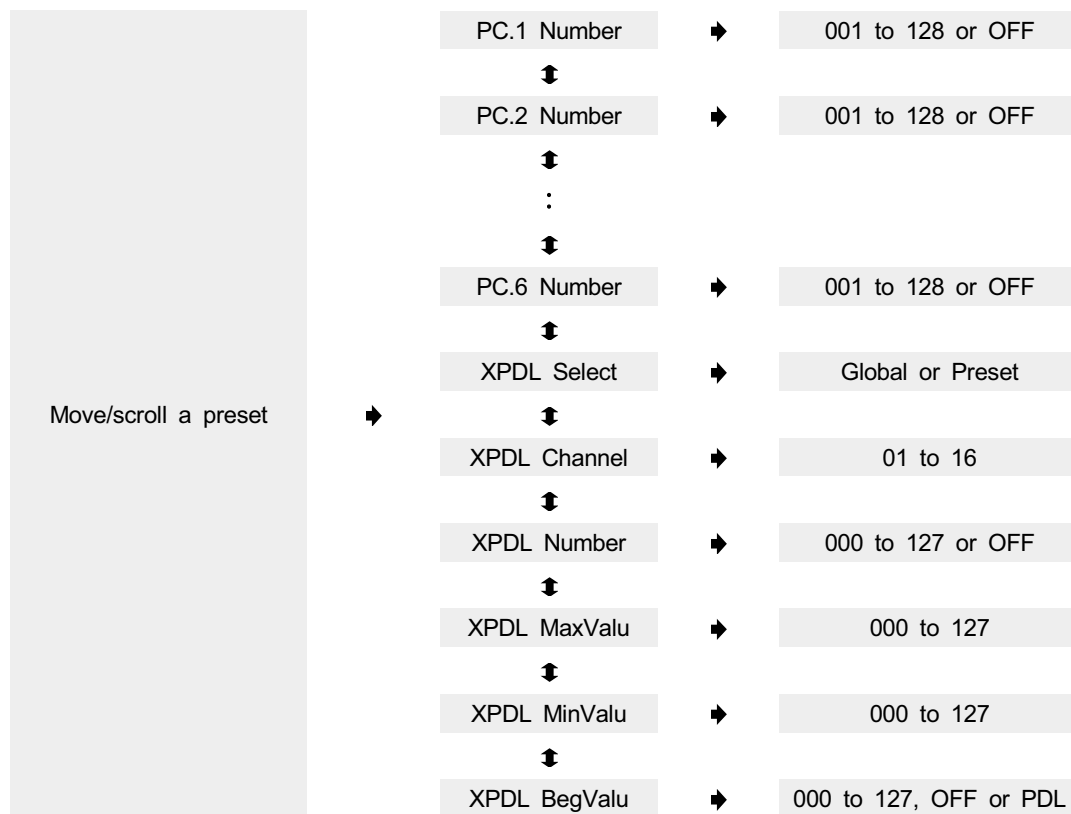 PC.1 Number 001 to 128 or OFF
PC.2 Number 001 to 128 or OFF
:
PC.6 Number 001 to 128 or OFF
XPDL Select Global or Preset
Move/scroll a preset
XPDL Channel 01 to 16
XPDL Number 000 to 127 or OFF
XPDL MaxValu 000 to 127
XPDL MinValu 000 to 127
XPDL BegValu 000 to 127, OFF or PDL